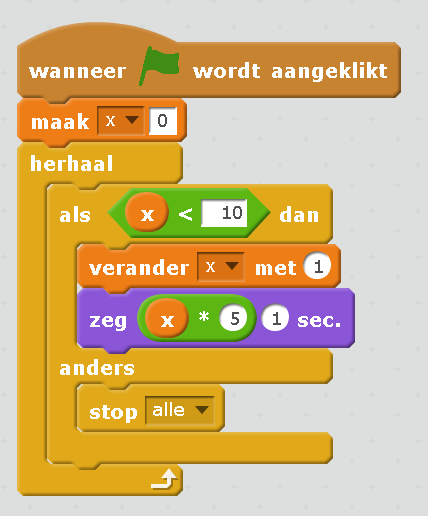 wanneer wordt aangeklikt
maak x 0
herhaal
als x < 10 dan
verander x met 1
zeg x * 5 1 sec.
anders
stop alle